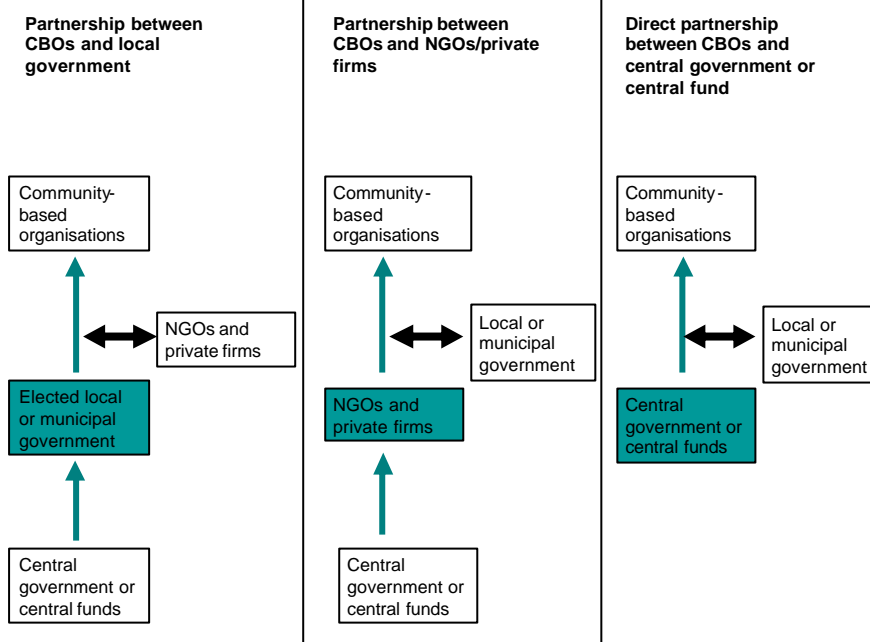 Partnership between
CBOs and local
government
Community-
based
organisations
NGOs and
private firms
Elected local
or municipal
government
Central
government or
central funds
Partnership between
CBOs and NGOs/private
firms
Community-
based
organisations
Local or
municipal
government
NGOs and
private firms
Central
government or
central funds
Direct partnership
between CBOs and
central government or
central fund
Community-
based
organisations
Local or
municipal
government
Central
government or
central funds